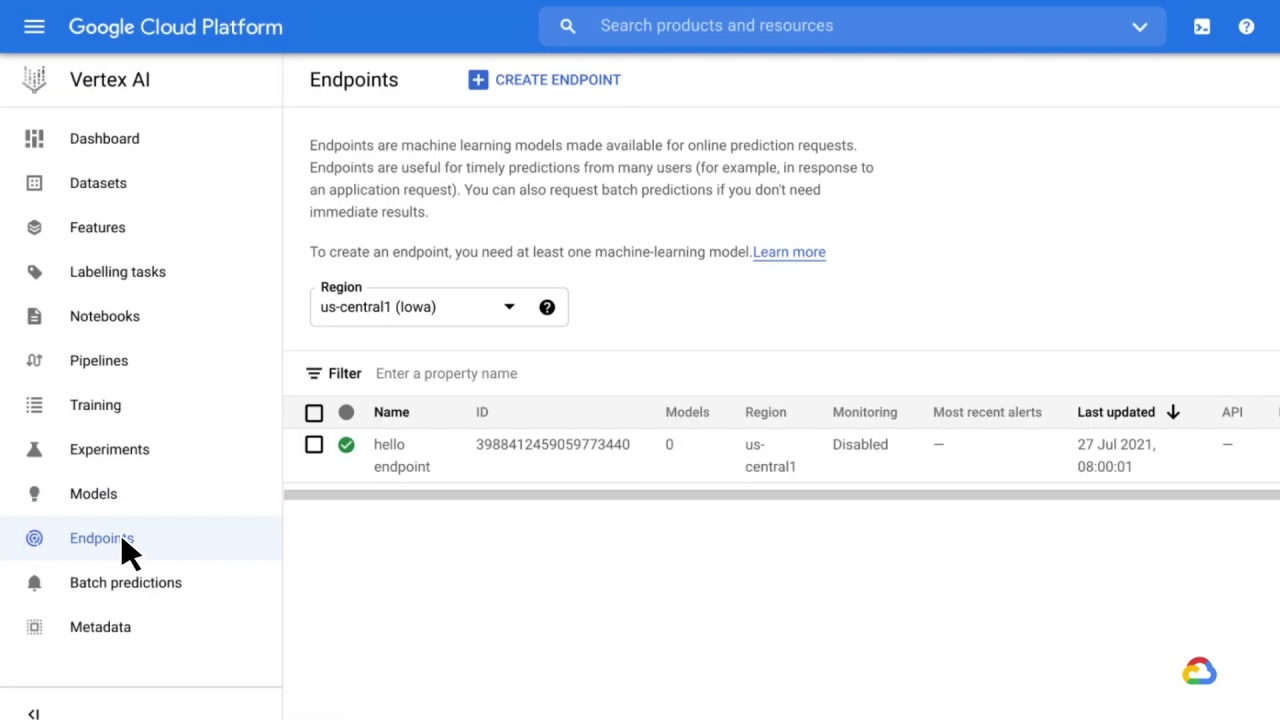 Google Cloud Platform
Search products and resources
Vertex AI
Dashboard
Datasets
Features
Labelling tasks
Notebooks
Pipelines
Training
Experiments
Models
Endpoints
Batch predictions
Metadata
Endpoints
CREATE ENDPOINT
Endpoints are machine learning models made available for online prediction requests.
Endpoints are useful for timely predictions from many users (for example, in response to
an application request). You can also request batch predictions if you don't need
immediate results.
To create an endpoint, you need at least one machine-learning model.Learn more
Region
us-central1 (Iowa)
Filter Enter a property name
Name ID Models Region Monitoring Most recent alerts Last updated API
hello 3988412459059773440 0 us- Disabled — 27 Jul 2021, —
endpoint central1 08:00:01